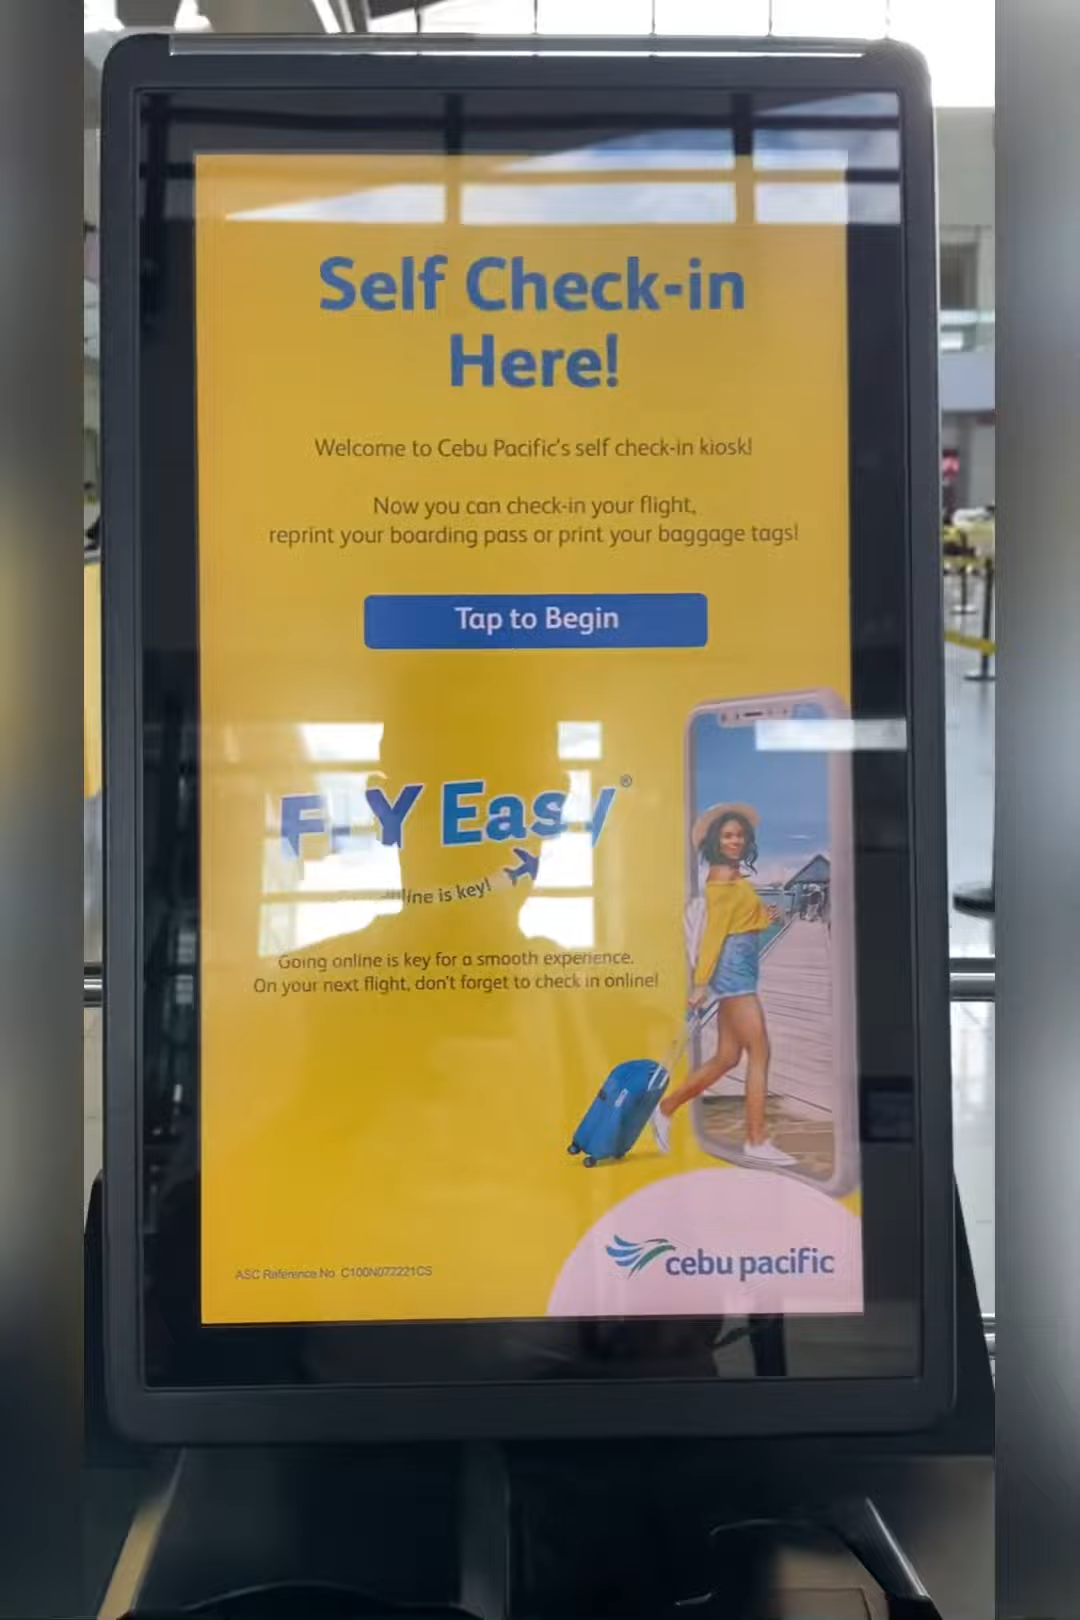 Self Check-in
Here!
Welcome to Cebu Pacific's self check-in kiosk!
Now you can check-in your flight,
reprint your boarding pass or print your baggage tags!
Tap to Begin
FLY Easy®
is key!
Going online is key for a smooth experience.
On your next flight, don't forget to check in online!
ASC Reference No C100N072221CS
cebu pacific